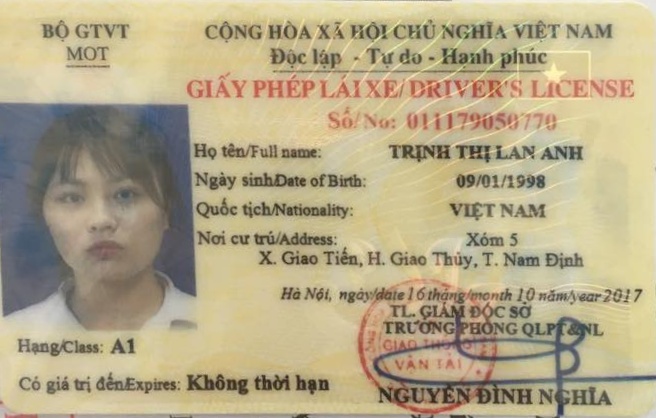 BỘ GTVT
MOT
CỘNG HÒA XÃ HỘI CHỦ NGHĨA VIỆT NAM
Độc lập - Tự do - Hạnh phúc
GIẤY PHÉP LÁI XE/ DRIVER'S LICENSE
Số/No: 011179050770
Họ tên/Full name: TRỊNH THỊ LAN ANH
Ngày sinh/Date of Birth: 09/01/1998
Quốc tịch/Nationality: VIỆT NAM
Nơi cư trú/Address: Xóm 5
X. Giao Tiến, H. Giao Thủy, T. Nam Định
Hà Nội, ngày/date 16 tháng/month 10 năm/year 2017
TL. GIÁM ĐỐC SỞ
TRƯỞNG PHÒNG QLPT&NL
GIAO THÔNG
VẬN TẢI
Hạng/Class: A1
Có giá trị đến/Expires: Không thời hạn
NGUYỄN ĐÌNH NGHĨA